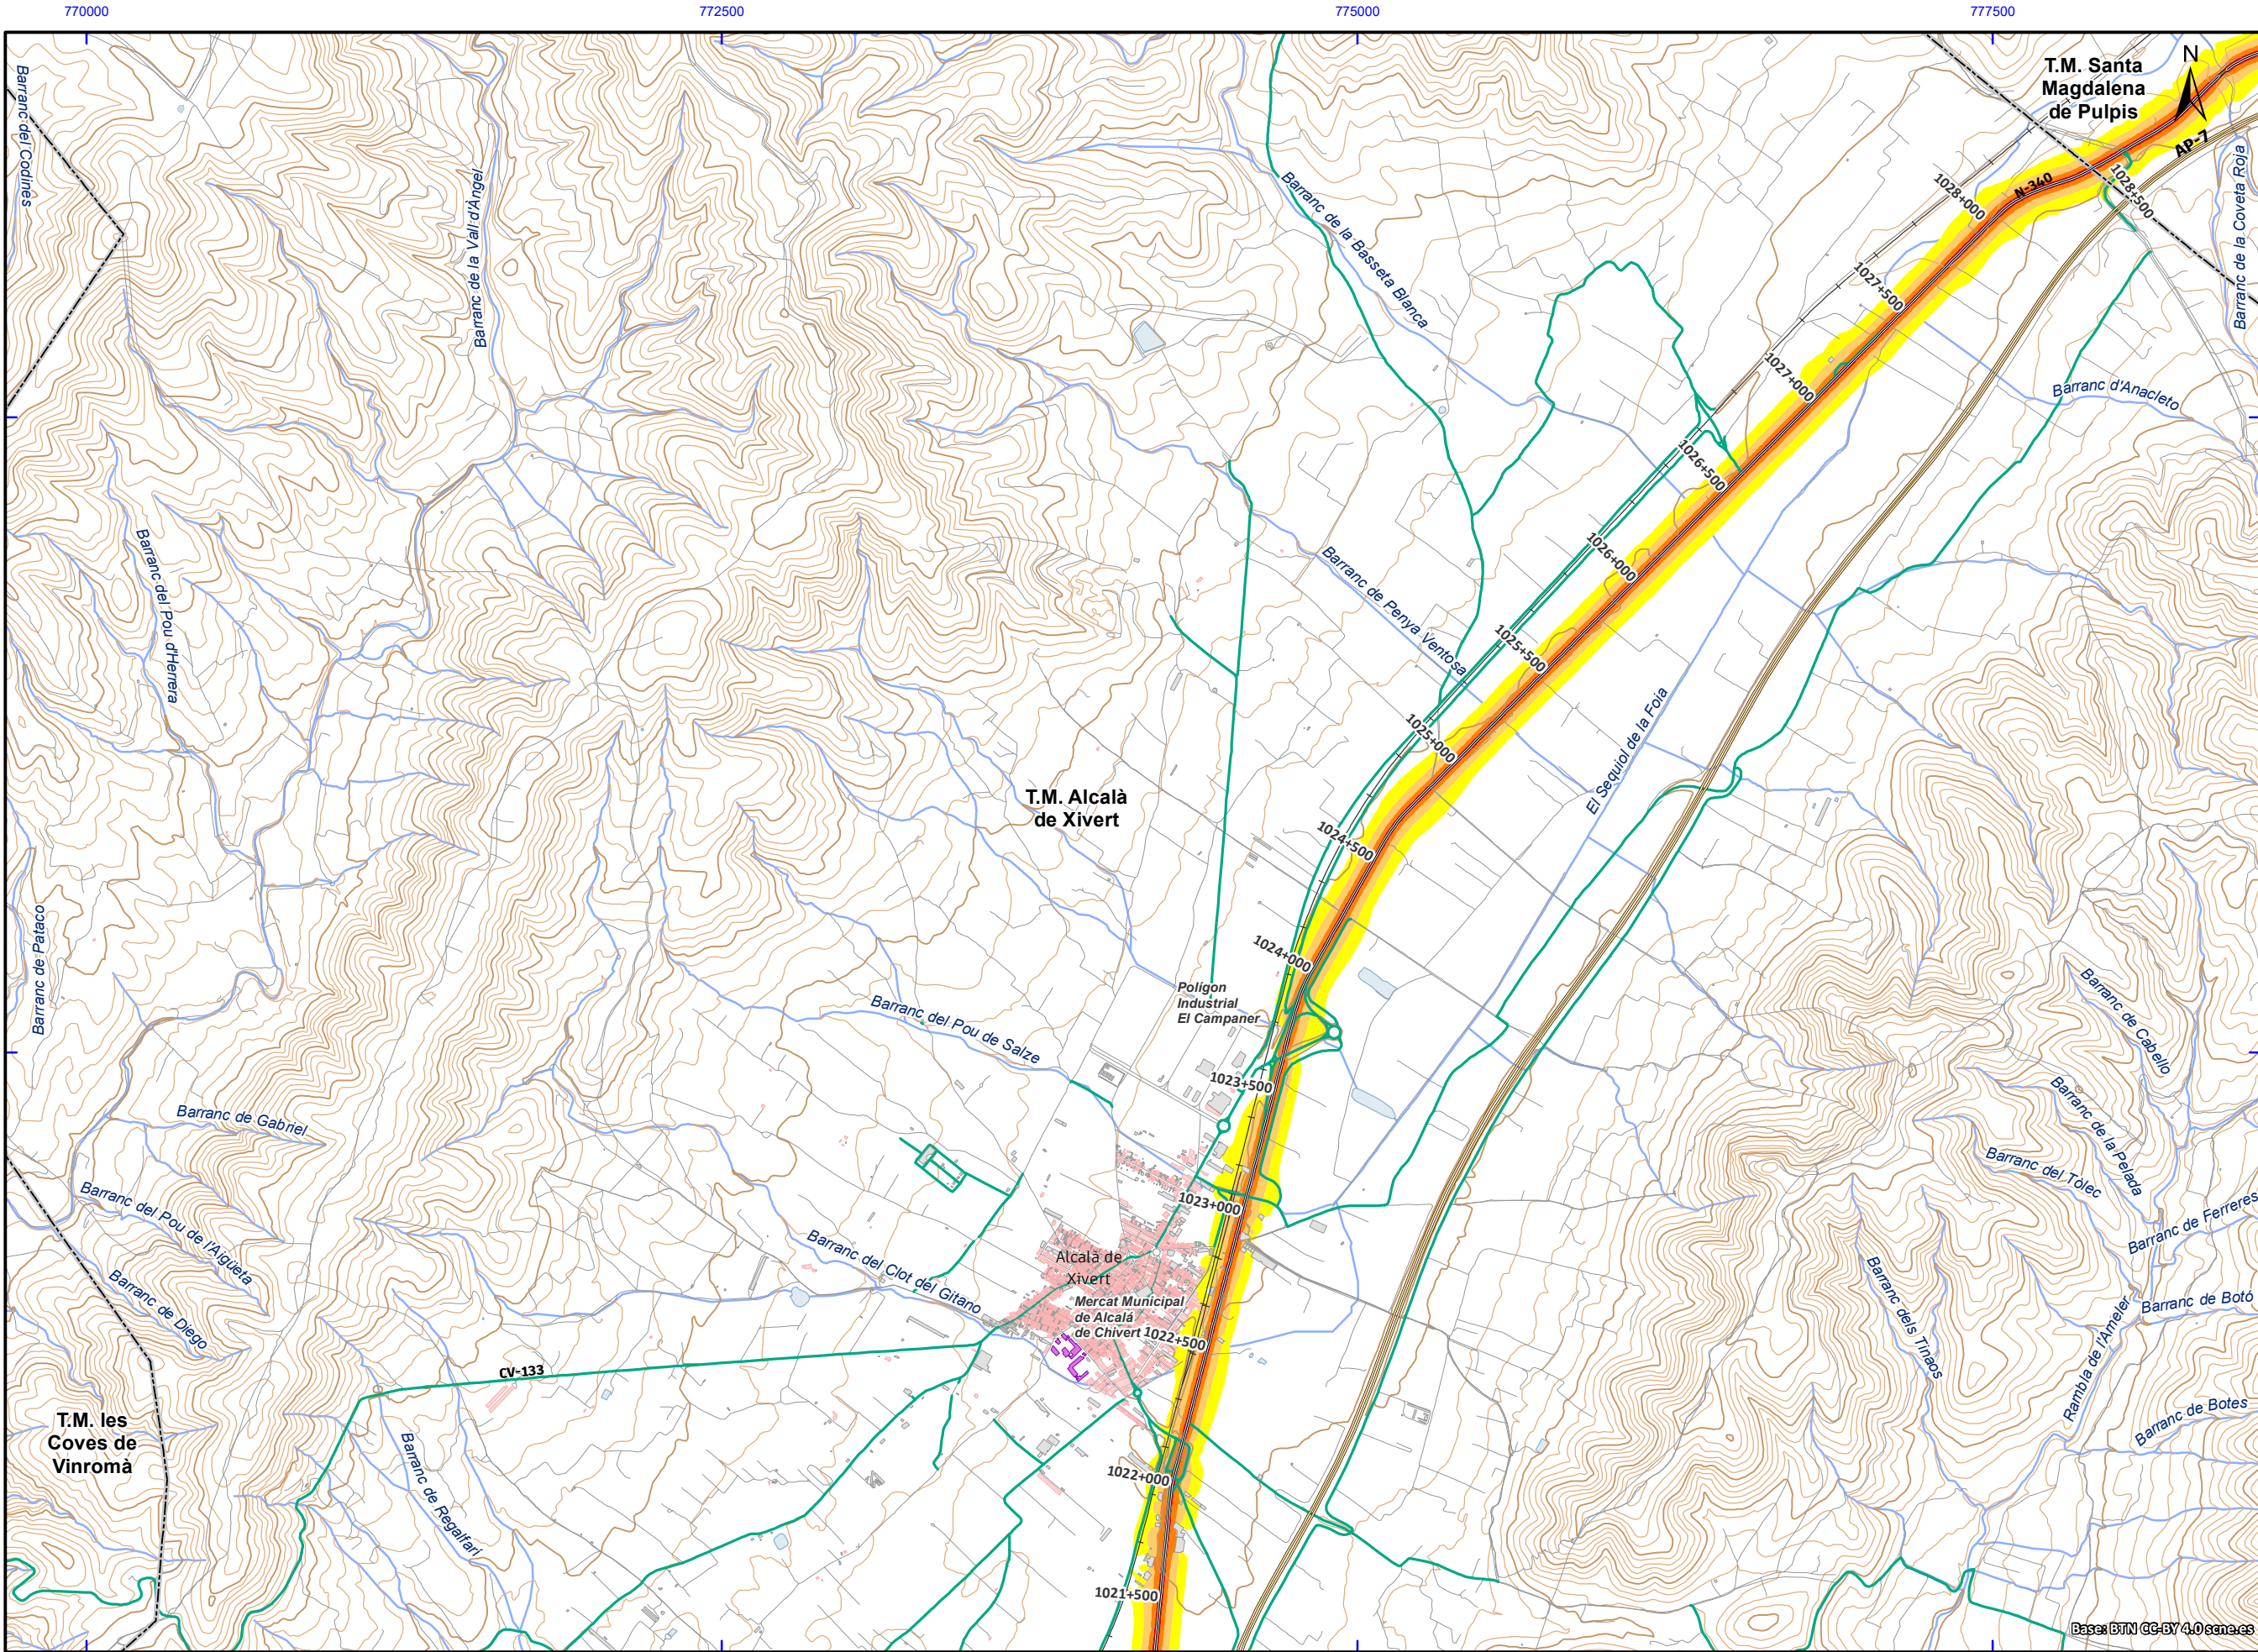 770000
772500
775000
777500
T.M. Santa
Magdalena
de Pulpis
N
AP-7
N-340
1028+500
1028+000
1027+500
1027+000
1026+500
1026+000
1025+500
1025+000
1024+500
1024+000
1023+500
1023+000
1022+500
1022+000
1021+500
Barranc del Codines
Barranc de la Vall d'Àngel
Barranc de la Basseta Blanca
Barranc de la Coveta Roja
Barranc d'Anacleto
Barranc del Pou d'Herrera
Barranc de Penya Ventosa
El Sequiol de la Foia
T.M. Alcalà
de Xivert
Barranc de Pataco
Barranc del Pou de Salze
Polígon
Industrial
El Campaner
Barranc de Cabello
Barranc de la Pelada
Barranc del Tòlec
Barranc de Ferreres
Barranc de Gabriel
Barranc del Pou de l'Aigüeta
Barranc de Diego
Barranc del Clot del Gitano
Alcalà de
Xivert
Mercat Municipal
de Alcalá
de Chivert
Barranc dels Tinaos
Rambla de l'Ameler
Barranc de Botó
Barranc de Botes
CV-133
T.M. les
Coves de
Vinromà
Barranc de Regalfarí
Base: BTN CC-BY 4.0 scne.es